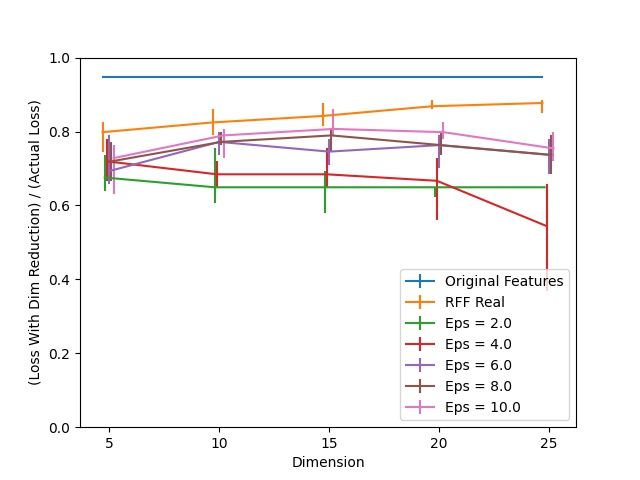 1.0
0.8
0.6
0.4
0.2
0.0
(Loss With Dim Reduction) / (Actual Loss)
Original Features
RFF Real
Eps = 2.0
Eps = 4.0
Eps = 6.0
Eps = 8.0
Eps = 10.0
5 10 15 20 25
Dimension